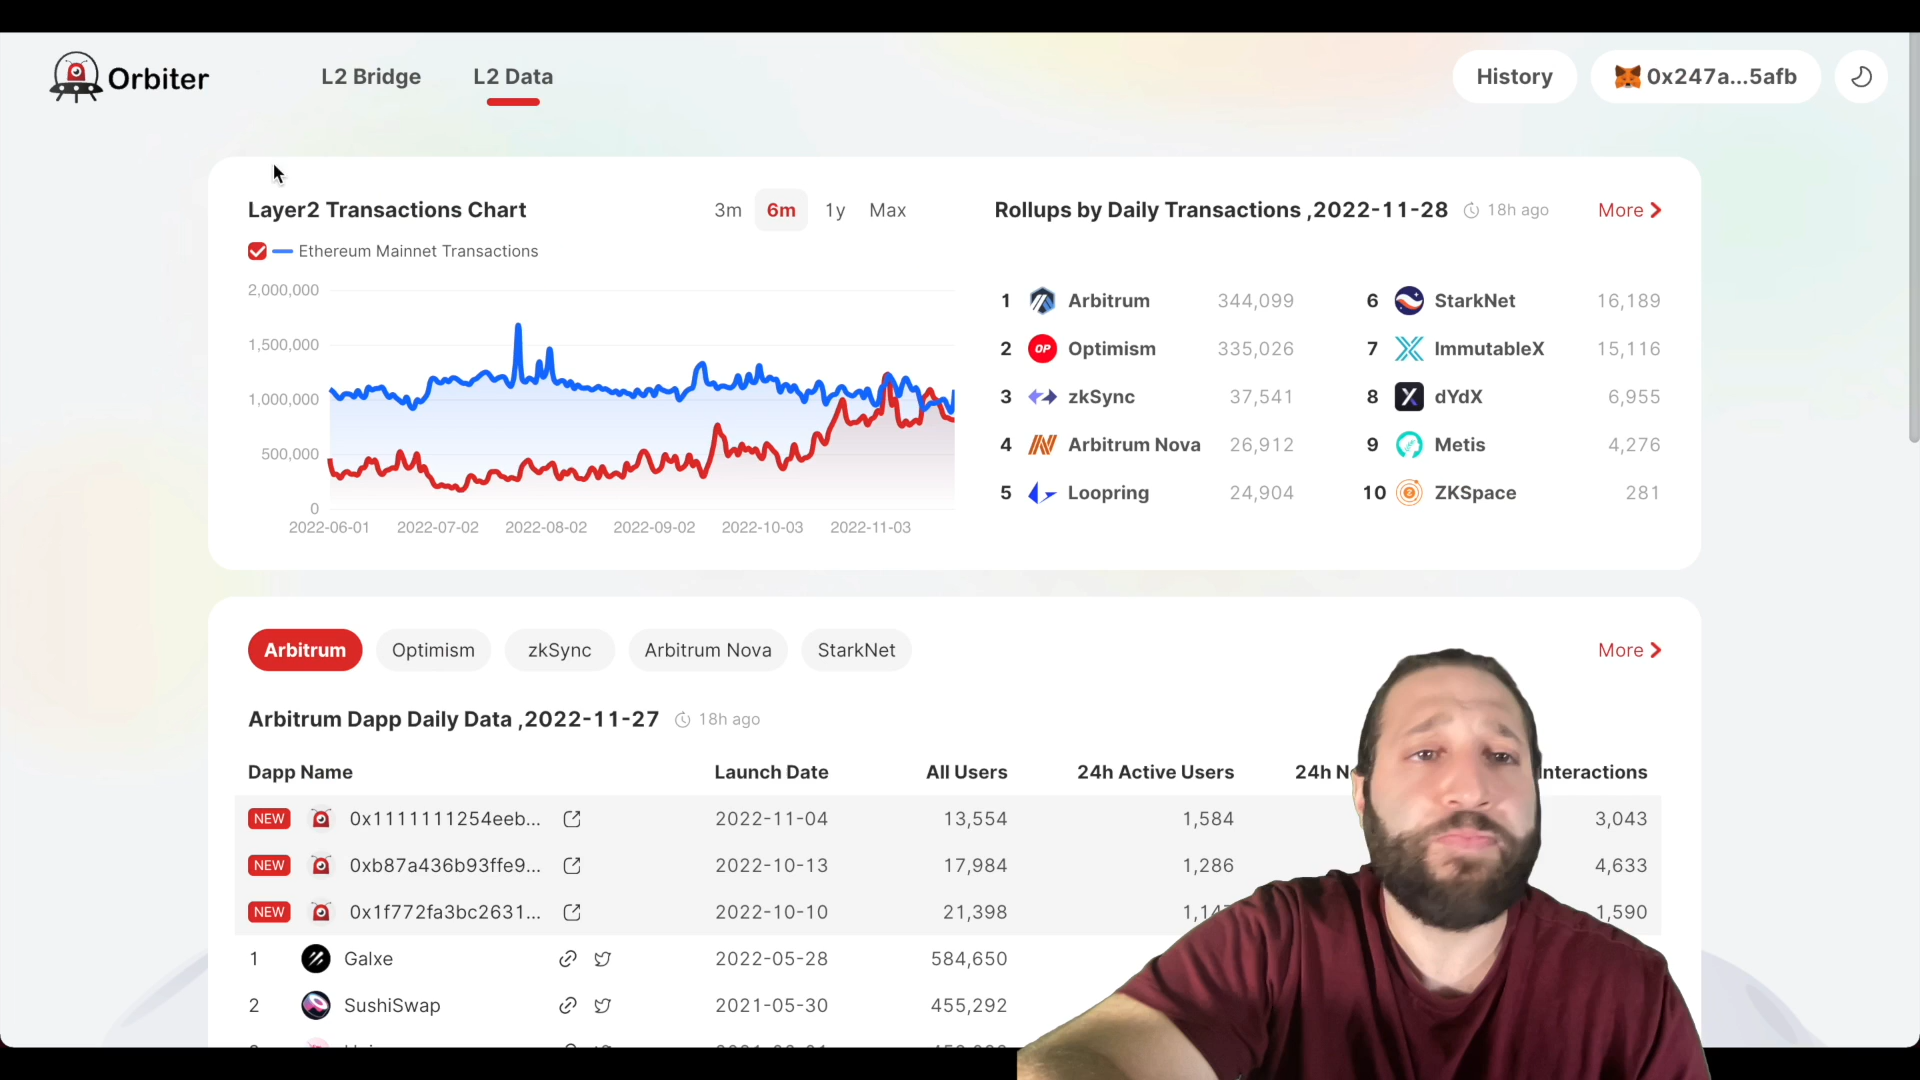 Orbiter
L2 Bridge
L2 Data
History
0x247a...5afb
Layer2 Transactions Chart
3m 6m 1y Max
Ethereum Mainnet Transactions
2,000,000
1,500,000
1,000,000
500,000
0
2022-06-01 2022-07-02 2022-08-02 2022-09-02 2022-10-03 2022-11-03
Rollups by Daily Transactions ,2022-11-28 18h ago More
1 Arbitrum 344,099
2 OP Optimism 335,026
3 zkSync 37,541
4 Arbitrum Nova 26,912
5 Loopring 24,904
6 StarkNet 16,189
7 ImmutableX 15,116
8 dYdX 6,955
9 Metis 4,276
10 ZKSpace 281
Arbitrum Optimism zkSync Arbitrum Nova StarkNet More
Arbitrum Dapp Daily Data ,2022-11-27 18h ago
Dapp Name Launch Date All Users 24h Active Users 24h Interactions
NEW 0x1111111254eeb... 2022-11-04 13,554 1,584 3,043
NEW 0xb87a436b93ffe9... 2022-10-13 17,984 1,286 4,633
NEW 0x1f772fa3bc2631... 2022-10-10 21,398 1,590
1 Galxe 2022-05-28 584,650
2 SushiSwap 2021-05-30 455,292